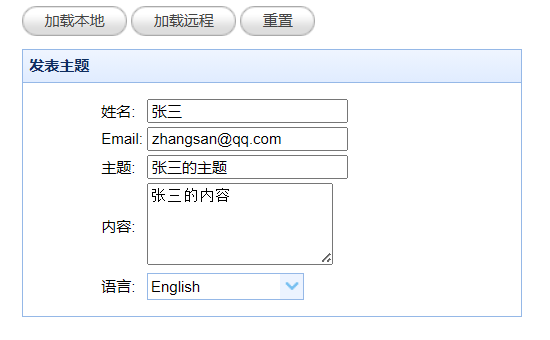 加载本地 加载远程 重置
发表主题
姓名: 张三
Email: zhangsan@qq.com
主题: 张三的主题
内容: 张三的内容
语言: English